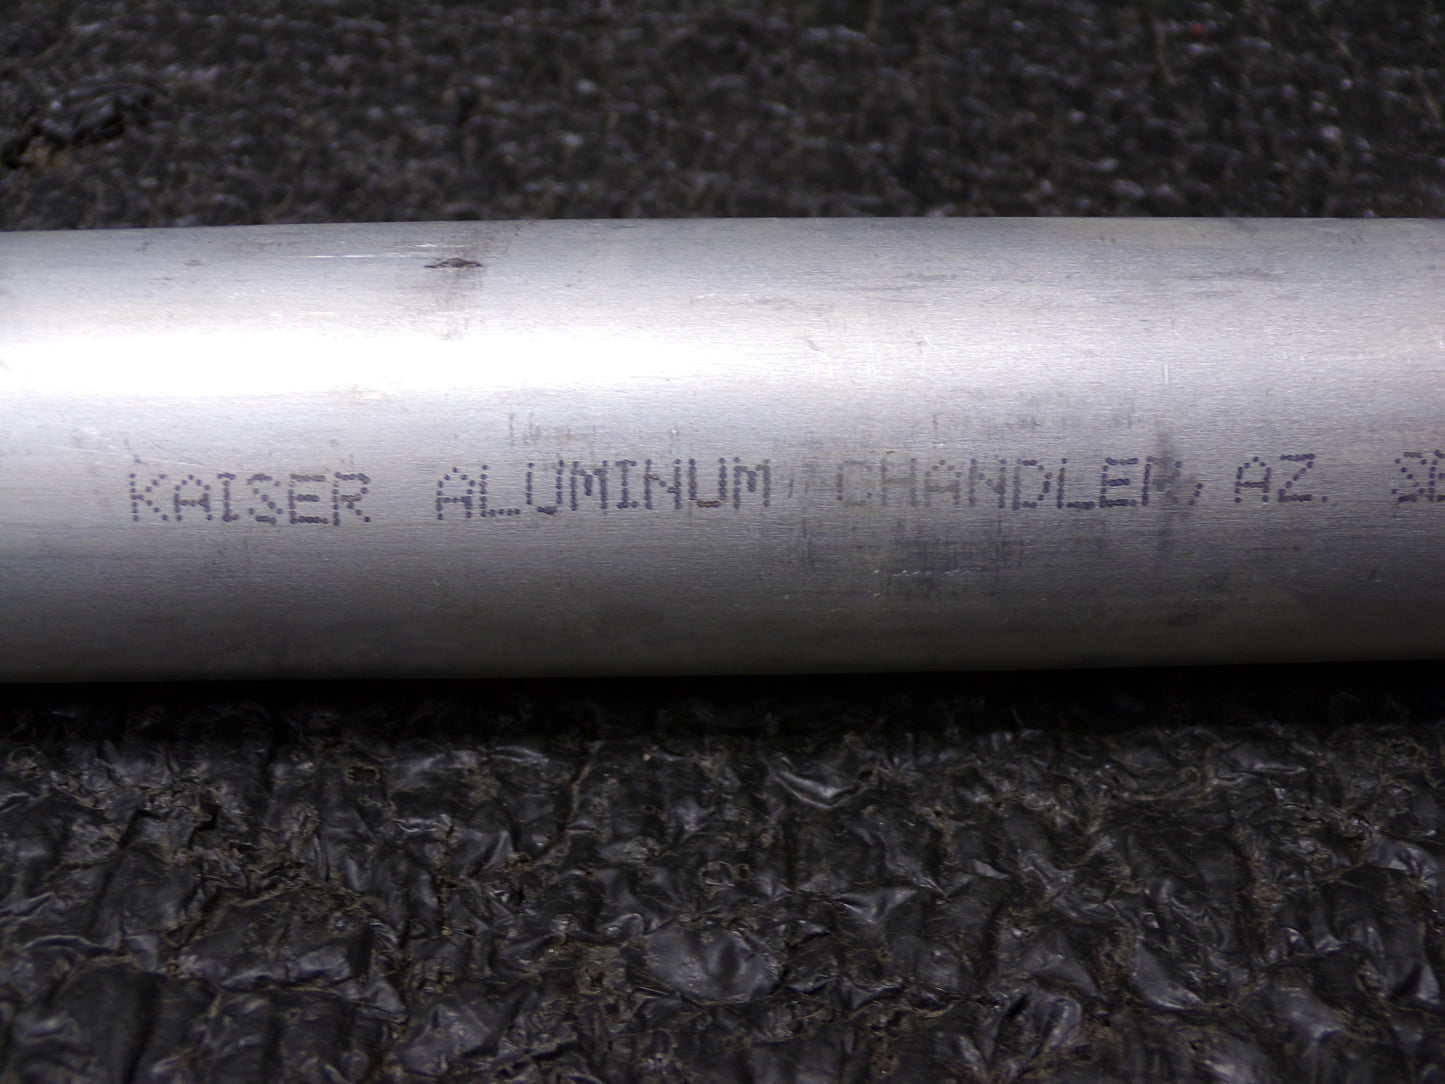 KAISER ALUMINUM, CHANDLER, AZ.